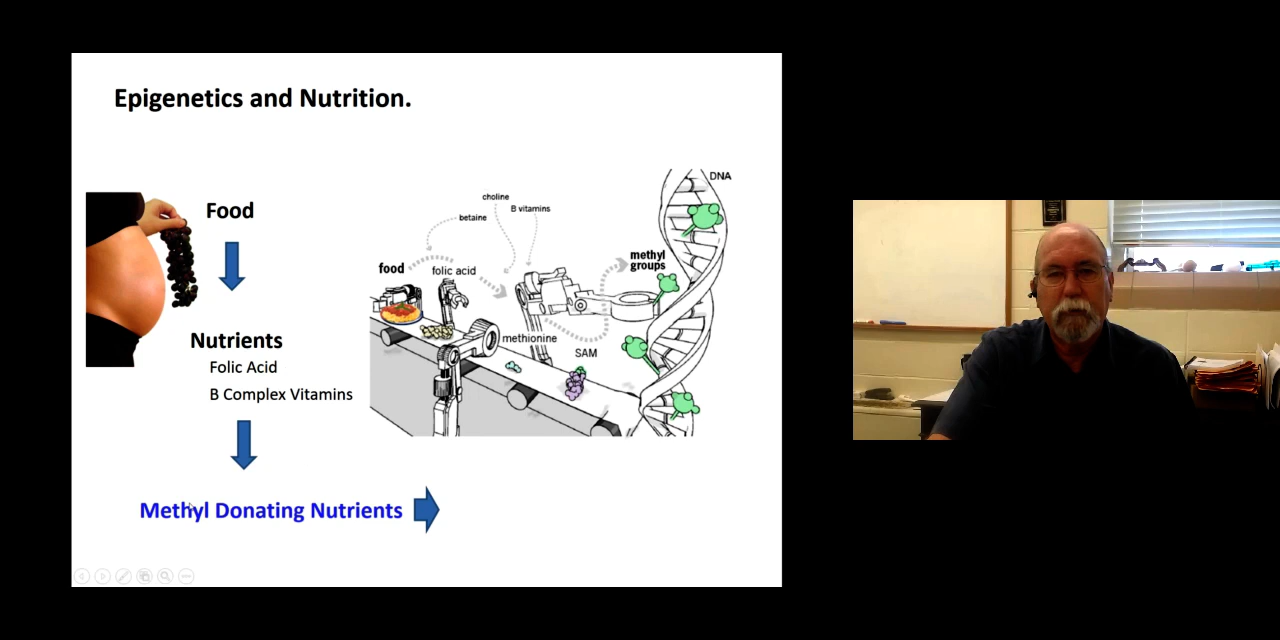 Epigenetics and Nutrition.
Food
Nutrients
Folic Acid
B Complex Vitamins
Methyl Donating Nutrients
DNA
choline
B vitamins
betaine
methyl
groups
food
folic acid
methionine
SAM